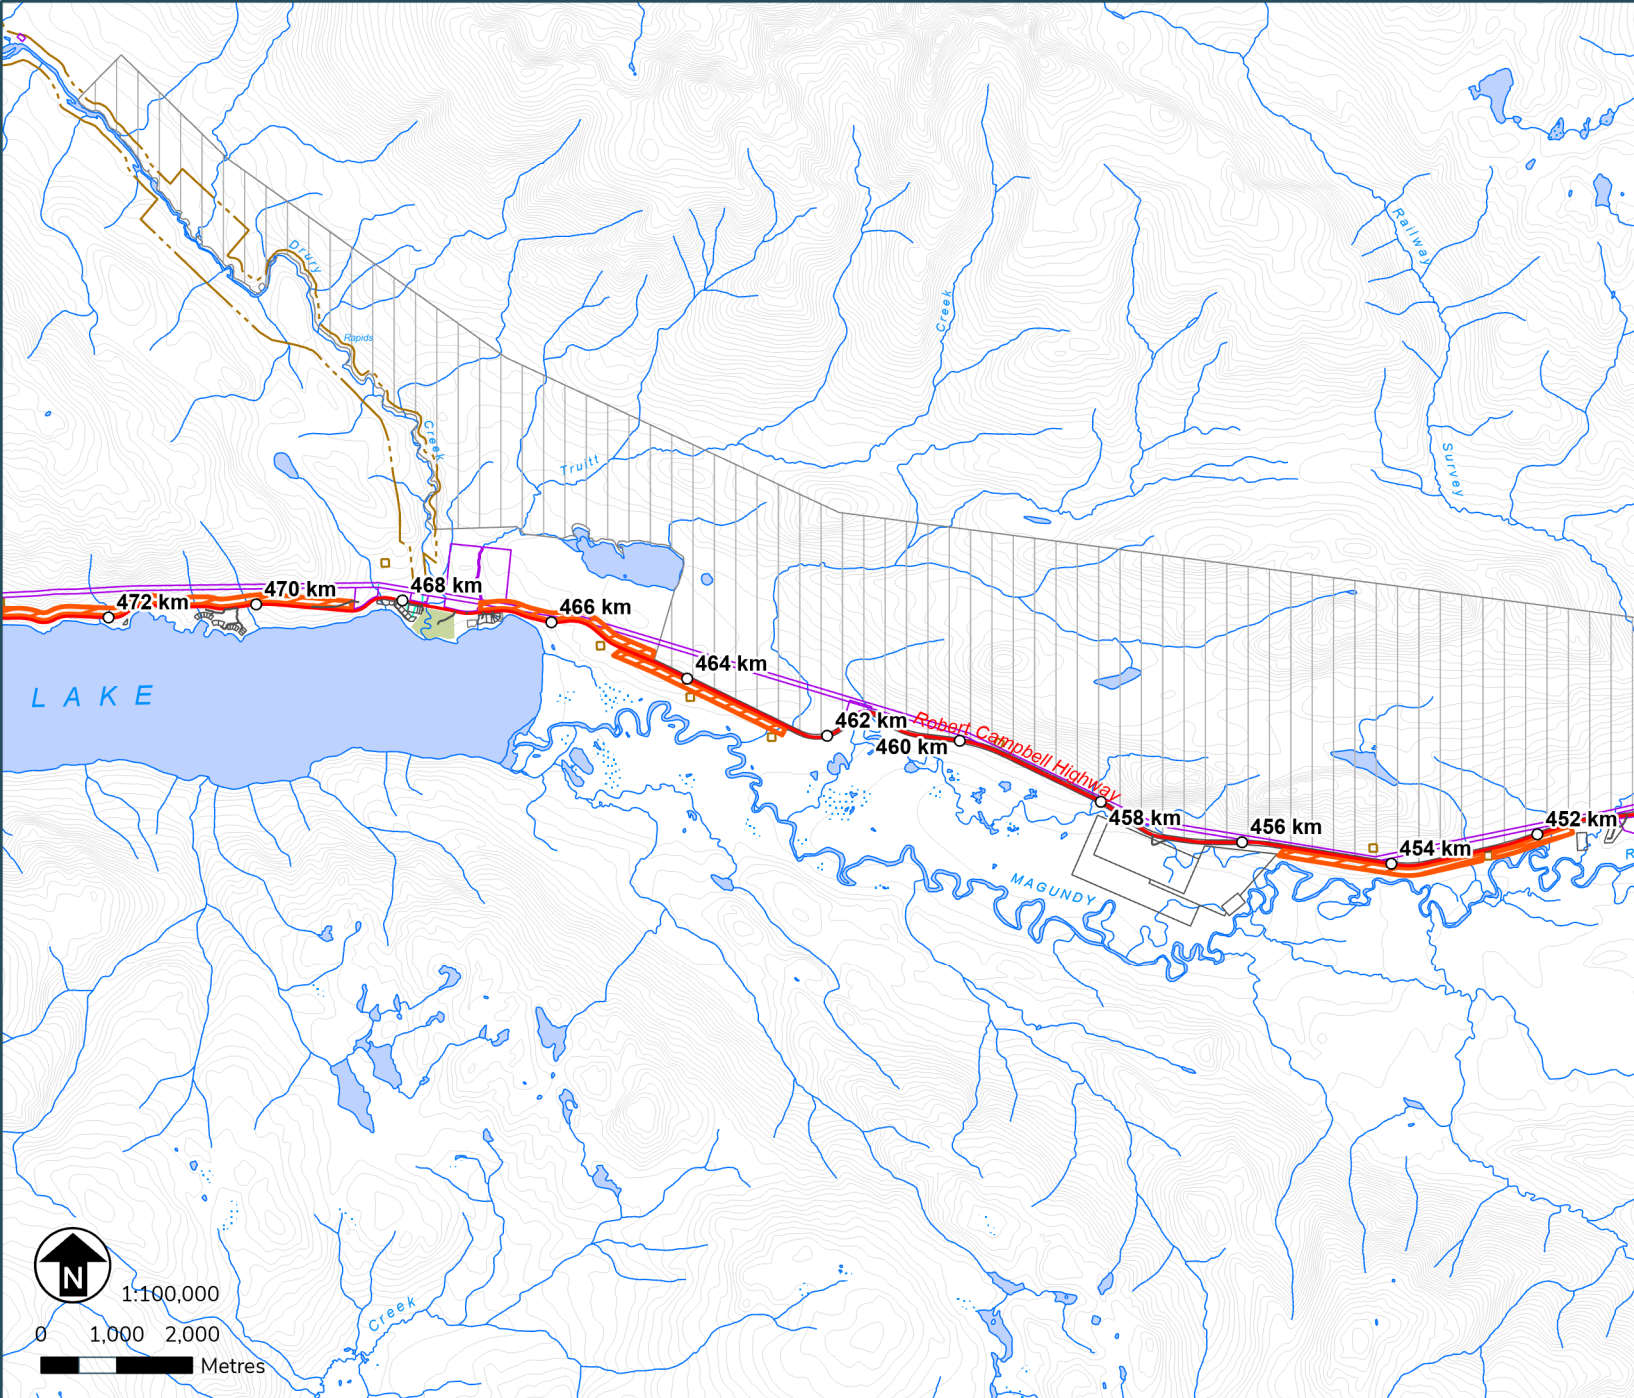 Railway
Drury
Creek
Rapids
Creek
Truitt
Survey
472 km
470 km
468 km
466 km
464 km
462 km
460 km
Robert Campbell Highway
458 km
456 km
454 km
452 km
R
LAKE
MAGUNDY
Creek
N
1:100,000
0 1,000 2,000
Metres